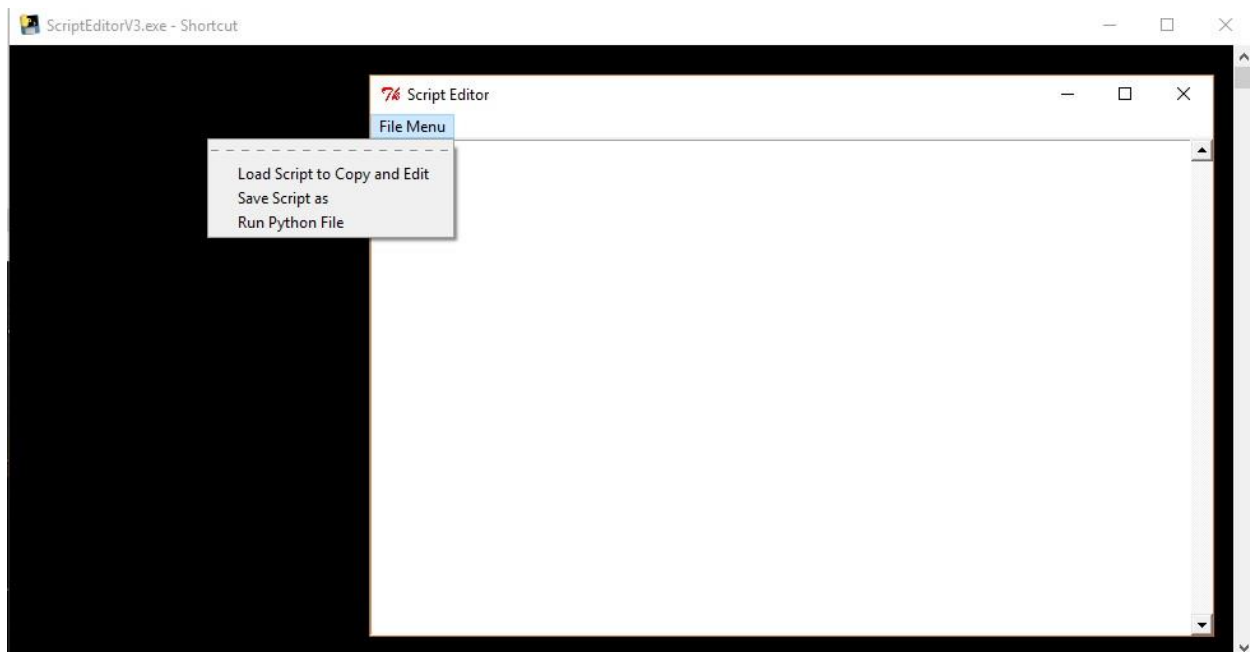 ScriptEditorV3.exe - Shortcut
Script Editor
File Menu
Load Script to Copy and Edit
Save Script as
Run Python File